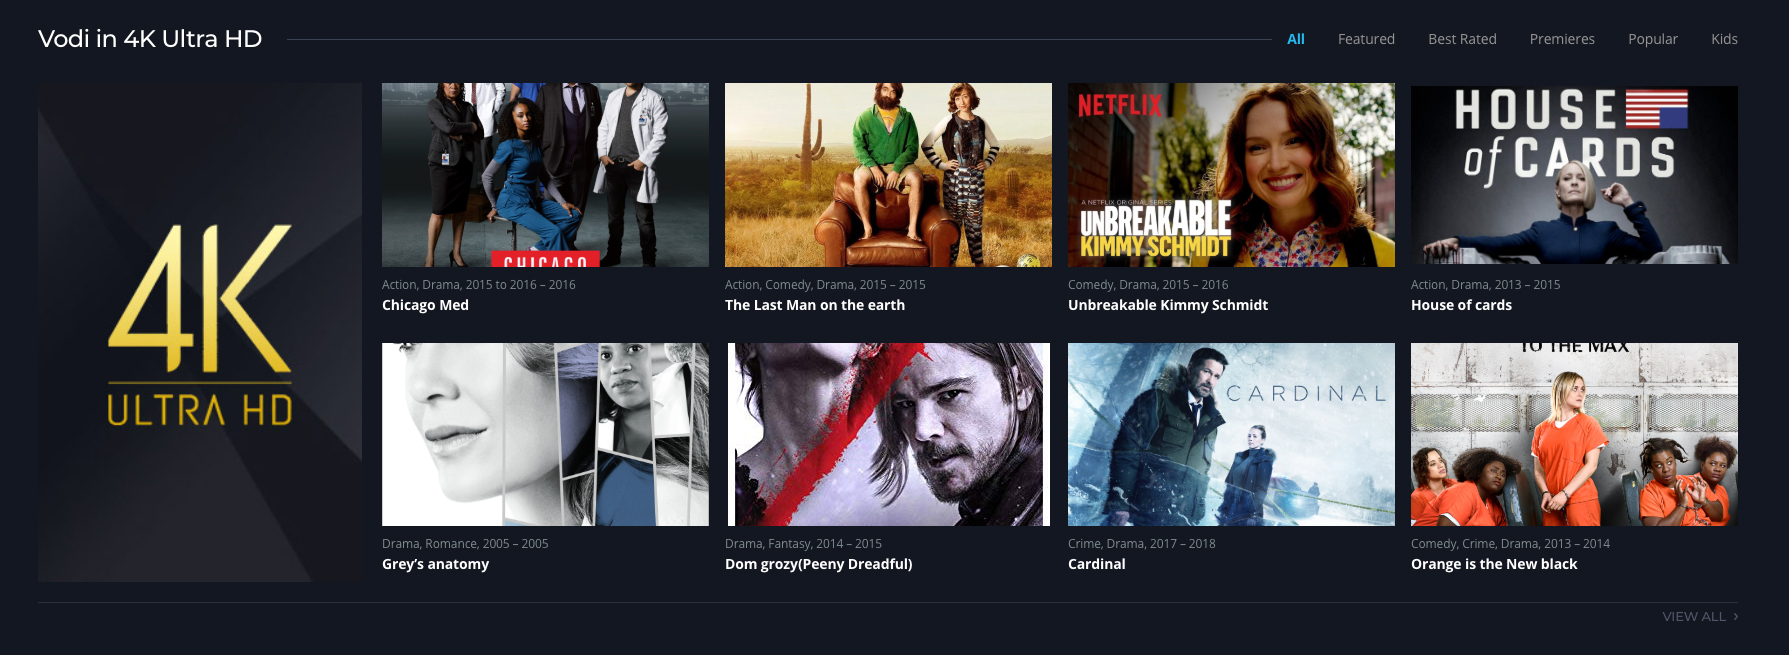 Vodi in 4K Ultra HD
All Featured Best Rated Premieres Popular Kids
4K
ULTRA HD
CHICAGO
Action, Drama, 2015 to 2016 – 2016
Chicago Med
Action, Comedy, Drama, 2015 – 2015
The Last Man on the earth
NETFLIX
A NETFLIX ORIGINAL SERIES
UNBREAKABLE
KIMMY SCHMIDT
Comedy, Drama, 2015 – 2016
Unbreakable Kimmy Schmidt
HOUSE
of CARDS
Action, Drama, 2013 – 2015
House of cards
Drama, Romance, 2005 – 2005
Grey’s anatomy
Drama, Fantasy, 2014 – 2015
Dom grozy(Peeny Dreadful)
CARDINAL
Crime, Drama, 2017 – 2018
Cardinal
TO THE MAX
Comedy, Crime, Drama, 2013 – 2014
Orange is the New black
VIEW ALL ›